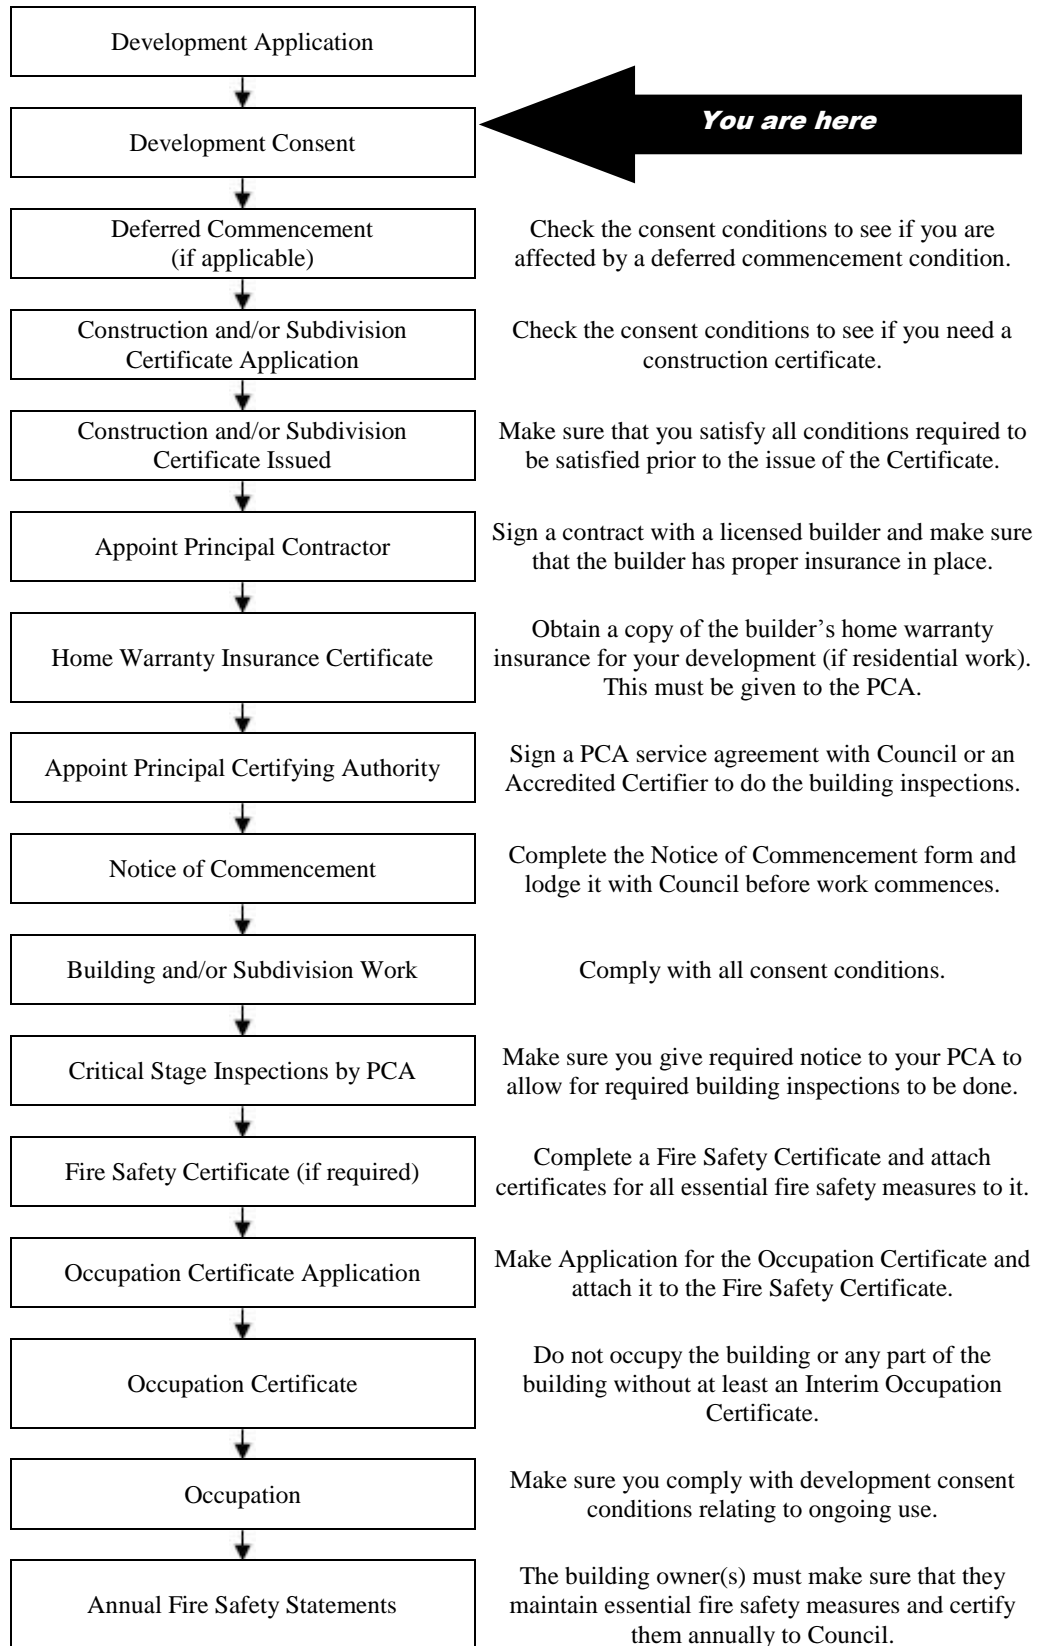 Development Application
Development Consent
You are here
Deferred Commencement
(if applicable)
Check the consent conditions to see if you are
affected by a deferred commencement condition.
Construction and/or Subdivision
Certificate Application
Check the consent conditions to see if you need a
construction certificate.
Construction and/or Subdivision
Certificate Issued
Make sure that you satisfy all conditions required to
be satisfied prior to the issue of the Certificate.
Appoint Principal Contractor
Sign a contract with a licensed builder and make sure
that the builder has proper insurance in place.
Home Warranty Insurance Certificate
Obtain a copy of the builder’s home warranty
insurance for your development (if residential work).
This must be given to the PCA.
Appoint Principal Certifying Authority
Sign a PCA service agreement with Council or an
Accredited Certifier to do the building inspections.
Notice of Commencement
Complete the Notice of Commencement form and
lodge it with Council before work commences.
Building and/or Subdivision Work
Comply with all consent conditions.
Critical Stage Inspections by PCA
Make sure you give required notice to your PCA to
allow for required building inspections to be done.
Fire Safety Certificate (if required)
Complete a Fire Safety Certificate and attach
certificates for all essential fire safety measures to it.
Occupation Certificate Application
Make Application for the Occupation Certificate and
attach it to the Fire Safety Certificate.
Occupation Certificate
Do not occupy the building or any part of the
building without at least an Interim Occupation
Certificate.
Occupation
Make sure you comply with development consent
conditions relating to ongoing use.
Annual Fire Safety Statements
The building owner(s) must make sure that they
maintain essential fire safety measures and certify
them annually to Council.